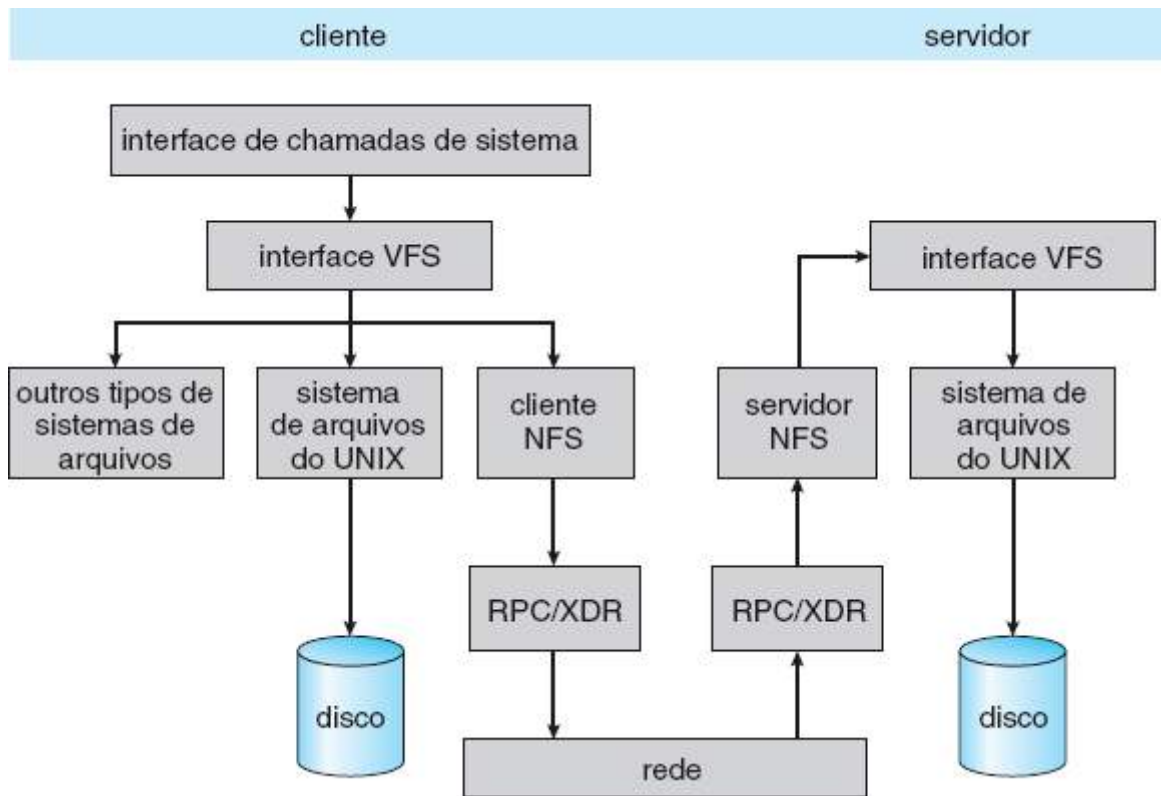 cliente
servidor
interface de chamadas de sistema
interface VFS
interface VFS
outros tipos de
sistemas de
arquivos
sistema
de arquivos
do UNIX
cliente
NFS
servidor
NFS
sistema de
arquivos
do UNIX
RPC/XDR
RPC/XDR
disco
disco
rede